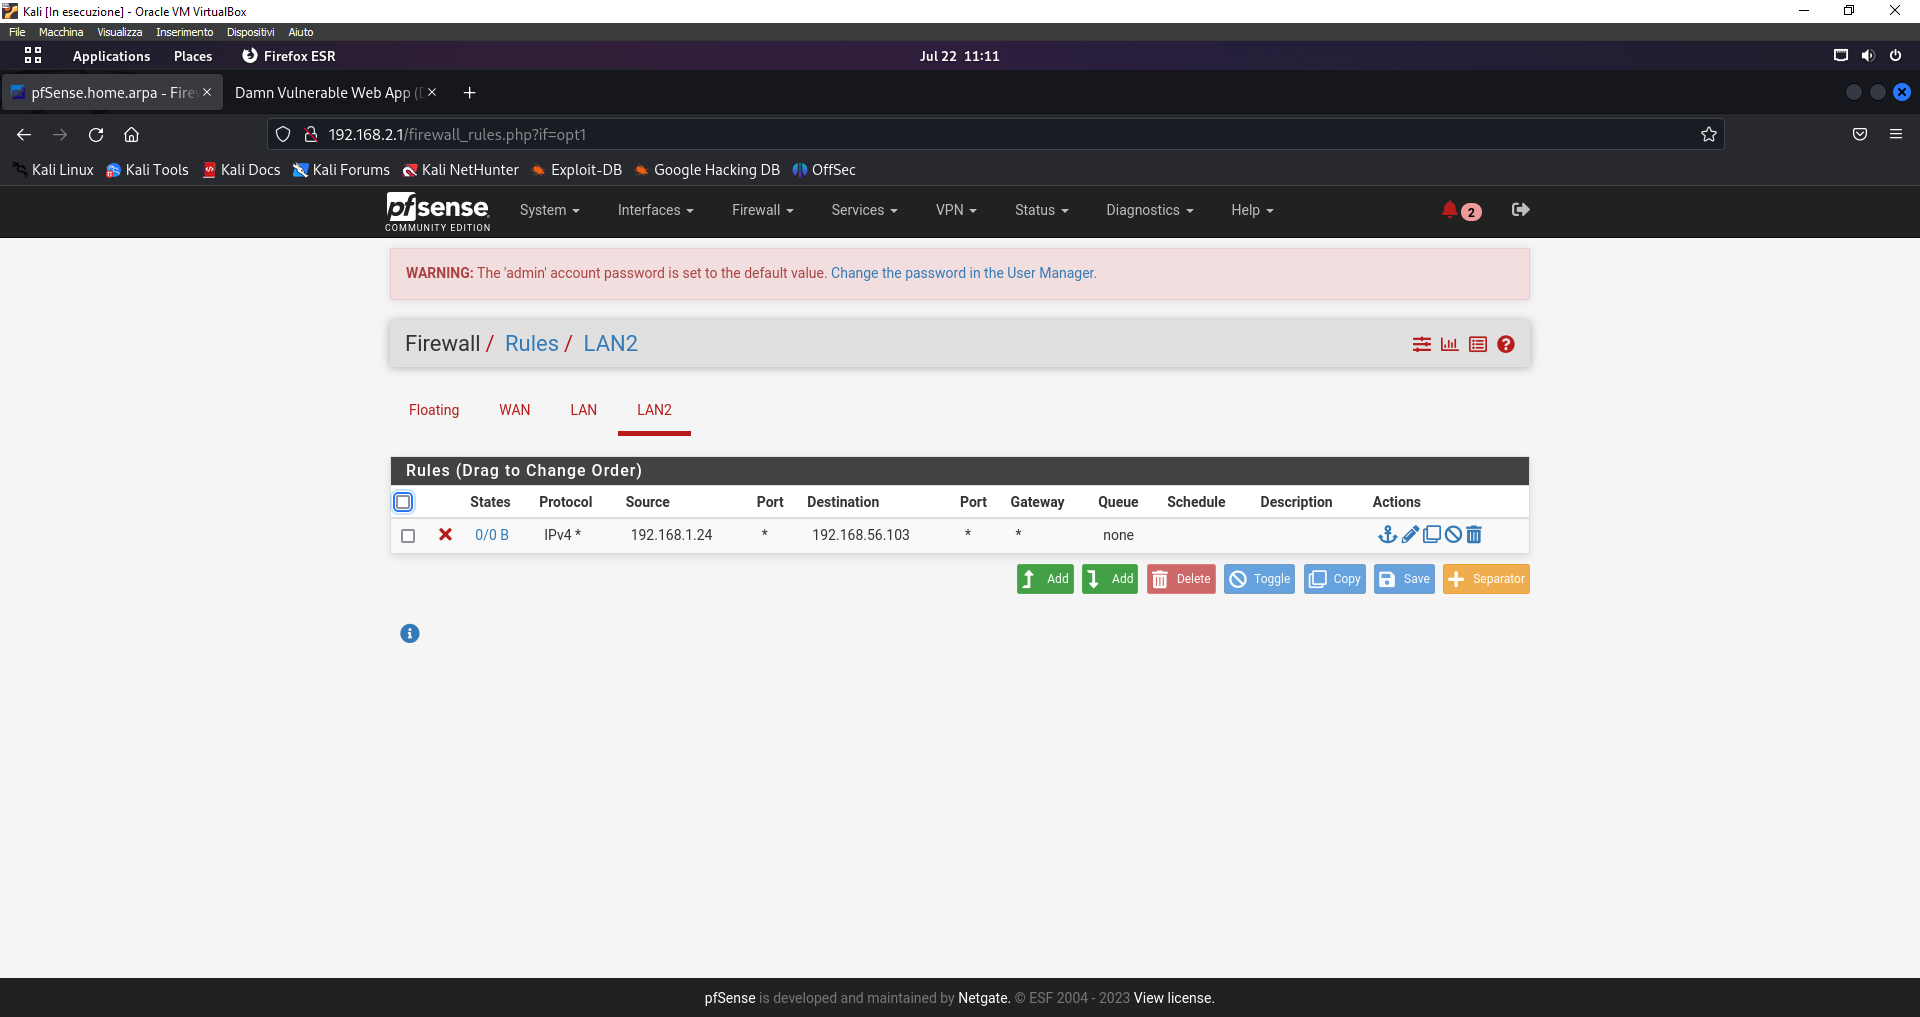 Kali [In esecuzione] - Oracle VM VirtualBox
File Macchina Visualizza Inserimento Dispositivi Aiuto
Applications Places Firefox ESR Jul 22 11:11
pfSense.home.arpa - Fire Damn Vulnerable Web App (
192.168.2.1/firewall_rules.php?if=opt1
Kali Linux Kali Tools Kali Docs Kali Forums Kali NetHunter Exploit-DB Google Hacking DB OffSec
pfsense System Interfaces Firewall Services VPN Status Diagnostics Help 2
COMMUNITY EDITION
WARNING: The 'admin' account password is set to the default value. Change the password in the User Manager.
Firewall / Rules / LAN2
Floating WAN LAN LAN2
Rules (Drag to Change Order)
States Protocol Source Port Destination Port Gateway Queue Schedule Description Actions
0/0 B IPv4 * 192.168.1.24 * 192.168.56.103 * * none
Add Add Delete Toggle Copy Save Separator
pfSense is developed and maintained by Netgate. © ESF 2004 - 2023 View license.